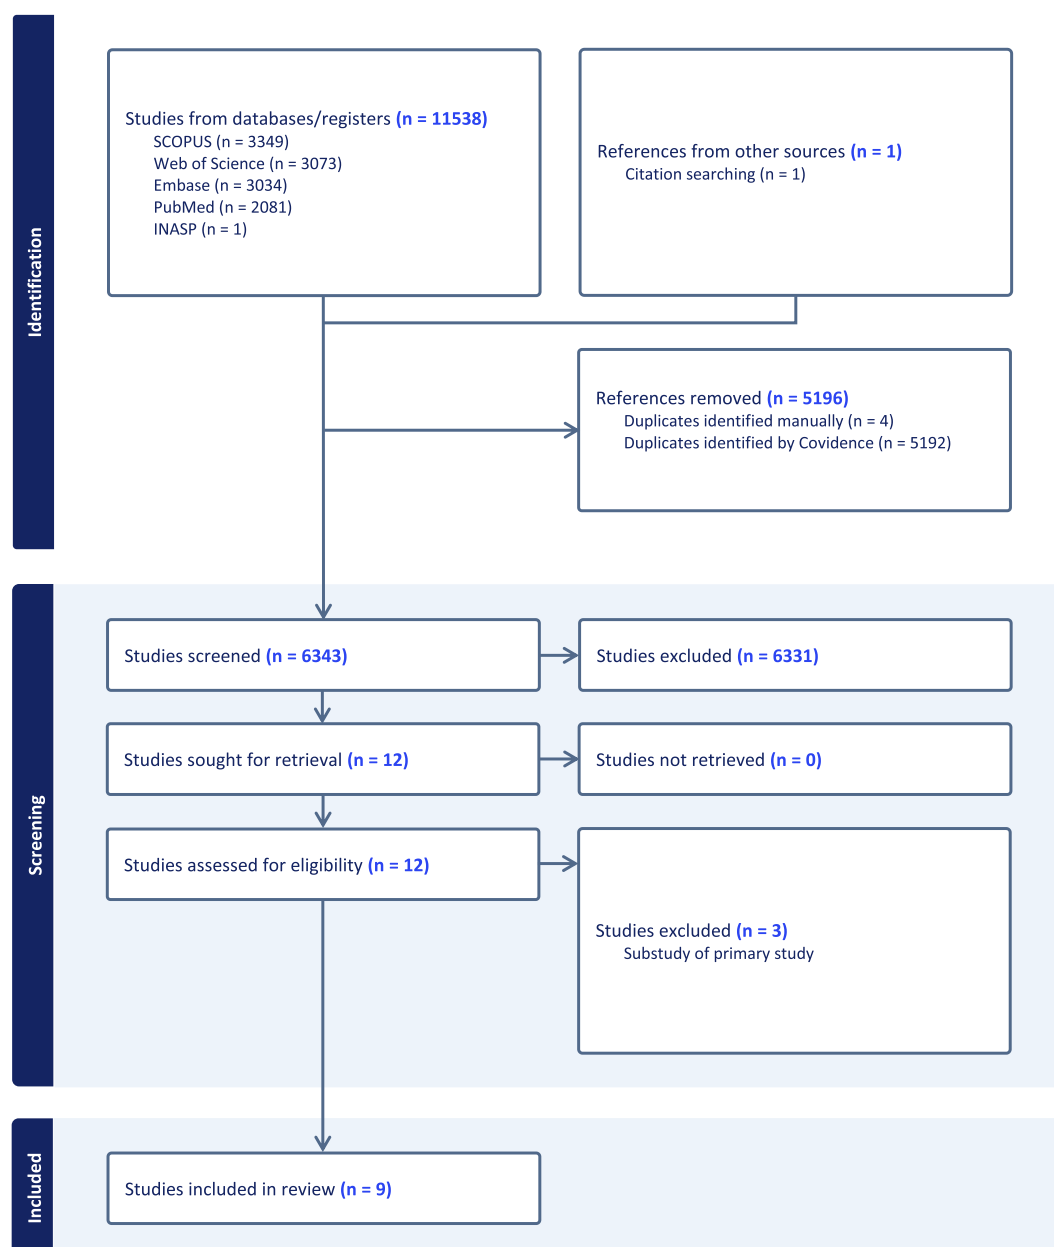 Identification
Studies from databases/registers (n = 11538)
SCOPUS (n = 3349)
Web of Science (n = 3073)
Embase (n = 3034)
PubMed (n = 2081)
INASP (n = 1)
References from other sources (n = 1)
Citation searching (n = 1)
References removed (n = 5196)
Duplicates identified manually (n = 4)
Duplicates identified by Covidence (n = 5192)
Screening
Studies screened (n = 6343)
Studies excluded (n = 6331)
Studies sought for retrieval (n = 12)
Studies not retrieved (n = 0)
Studies assessed for eligibility (n = 12)
Studies excluded (n = 3)
Substudy of primary study
Included
Studies included in review (n = 9)